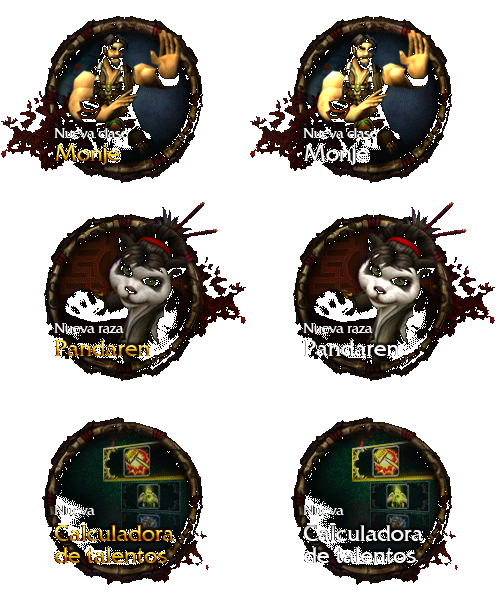 Nueva clase
Monje
Nueva clase
Monje
Nueva raza
Pandaren
Nueva raza
Pandaren
Nueva
Calculadora
de talentos
Nueva
Calculadora
de talentos